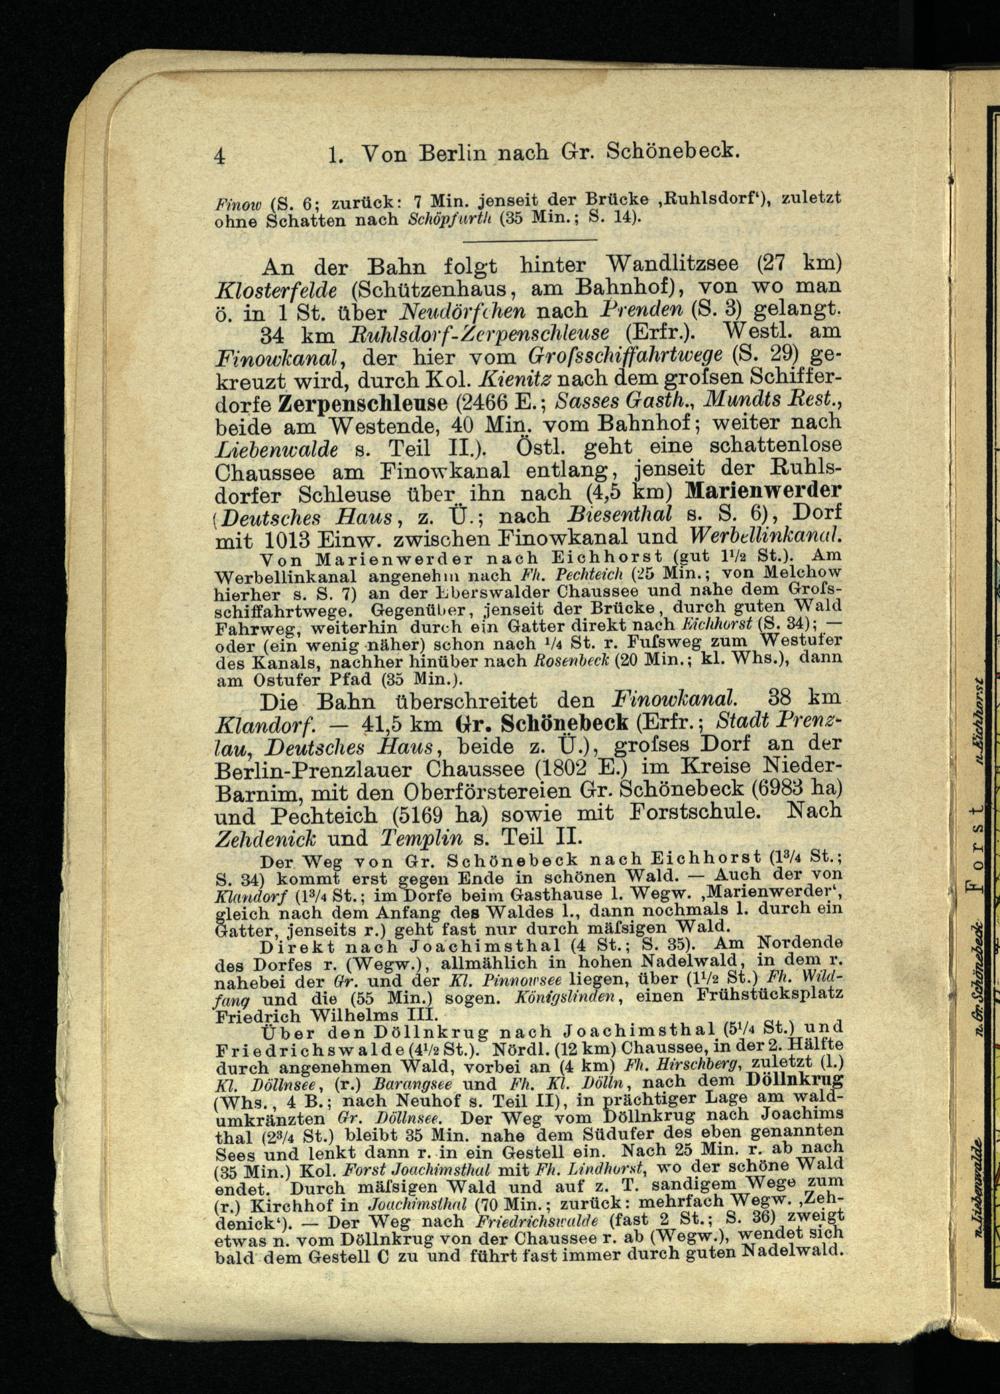 4 1. Von Berlin nach Gr. Schönebeck.
Finow (S. 6; zurück: 7 Min. jenseit der Brücke ‚Ruhlsdorf‘), zuletzt
ohne Schatten nach Schöpfurth (35 Min.; S. 14).
An der Bahn folgt hinter Wandlitzsee (27 km)
Klosterfelde (Schützenhaus, am Bahnhof), von wo man
ö. in 1 St. über Neudörfchen nach Prenden (S. 3) gelangt.
34 km Ruhlsdorf-Zerpenschleuse (Erfr.). Westl. am
Finowkanal, der hier vom Grofsschiffahrtwege (S. 29) ge-
kreuzt wird, durch Kol. Kienitz nach dem grofsen Schiffer-
dorfe Zerpenschleuse (2466 E.; Sasses Gasth., Mundts Rest.,
beide am Westende, 40 Min. vom Bahnhof; weiter nach
Liebenwalde s. Teil II.). Östl. geht eine schattenlose
Chaussee am Finowkanal entlang, jenseit der Ruhls-
dorfer Schleuse über ihn nach (4,5 km) Marienwerder
(Deutsches Haus, z. Ü.; nach Biesenthal s. S. 6), Dorf
mit 1013 Einw. zwischen Finowkanal und Werbellinkanal.
Von Marienwerder nach Eichhorst (gut 1½ St.). Am
Werbellinkanal angenehm nach Fh. Pechteich (25 Min.; von Melchow
hierher s. S. 7) an der Eberswalder Chaussee und nahe dem Grofs-
schiffahrtwege. Gegenüber, jenseit der Brücke, durch guten Wald
Fahrweg, weiterhin durch ein Gatter direkt nach Eichhorst (S. 34); —
oder (ein wenig näher) schon nach ¼ St. r. Fufsweg zum Westufer
des Kanals, nachher hinüber nach Rosenbeck (20 Min.; kl. Whs.), dann
am Ostufer Pfad (35 Min.).
Die Bahn überschreitet den Finowkanal. 38 km
Klandorf. — 41,5 km Gr. Schönebeck (Erfr.; Stadt Prenz-
lau, Deutsches Haus, beide z. Ü.), grofses Dorf an der
Berlin-Prenzlauer Chaussee (1802 E.) im Kreise Nieder-
Barnim, mit den Oberförstereien Gr. Schönebeck (6983 ha)
und Pechteich (5169 ha) sowie mit Forstschule. Nach
Zehdenick und Templin s. Teil II.
Der Weg von Gr. Schönebeck nach Eichhorst (1¾ St.;
S. 34) kommt erst gegen Ende in schönen Wald. — Auch der von
Klandorf (1¾ St.; im Dorfe beim Gasthause l. Wegw. ‚Marienwerder‘,
gleich nach dem Anfang des Waldes l., dann nochmals l. durch ein
Gatter, jenseits r.) geht fast nur durch mäfsigen Wald.
Direkt nach Joachimsthal (4 St.; S. 35). Am Nordende
des Dorfes r. (Wegw.), allmählich in hohen Nadelwald, in dem r.
nahebei der Gr. und der Kl. Pinnowsee liegen, über (1½ St.) Fh. Wild-
fang und die (55 Min.) sogen. Königslinden, einen Frühstücksplatz
Friedrich Wilhelms III.
Über den Döllnkrug nach Joachimsthal (5¼ St.) und
Friedrichswalde (4½ St.). Nördl. (12 km) Chaussee, in der 2. Hälfte
durch angenehmen Wald, vorbei an (4 km) Fh. Hirschberg, zuletzt (l.)
Kl. Döllnsee, (r.) Barangsee und Fh. Kl. Dölln, nach dem Döllnkrug
(Whs., 4 B.; nach Neuhof s. Teil II), in prächtiger Lage am wald-
umkränzten Gr. Döllnsee. Der Weg vom Döllnkrug nach Joachims
thal (2¾ St.) bleibt 35 Min. nahe dem Südufer des eben genannten
Sees und lenkt dann r. in ein Gestell ein. Nach 25 Min. r. ab nach
(35 Min.) Kol. Forst Joachimsthal mit Fh. Lindhorst, wo der schöne Wald
endet. Durch mäfsigen Wald und auf z. T. sandigem Wege zum
(r.) Kirchhof in Joachimsthal (70 Min.; zurück: mehrfach Wegw. ‚Zeh-
denick‘). — Der Weg nach Friedrichswalde (fast 2 St.; S. 36) zweigt
etwas n. vom Döllnkrug von der Chaussee r. ab (Wegw.), wendet sich
bald dem Gestell C zu und führt fast immer durch guten Nadelwald.
n. Eichhorst
Forst
n. Gr. Schönebeck
n. Liebenwalde